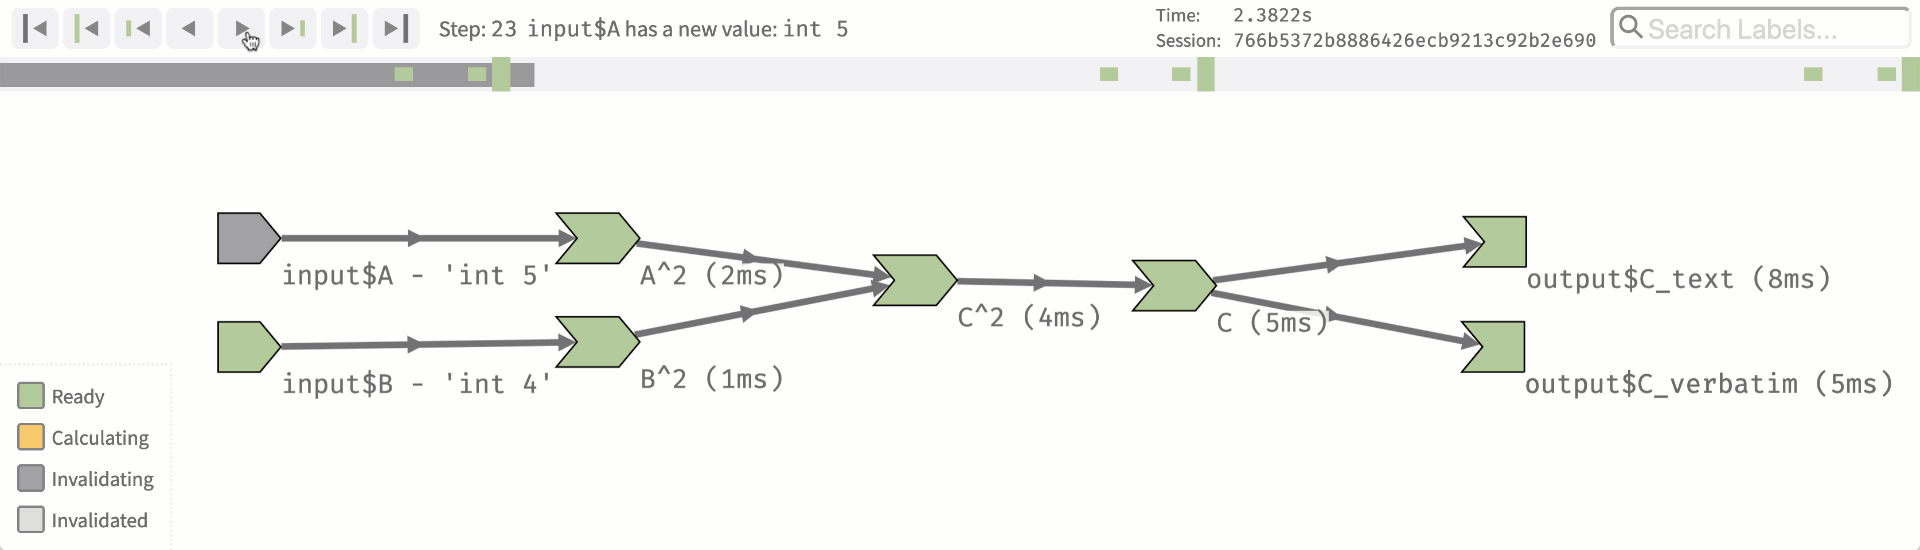 Step: 23 input$A has a new value: int 5
Time: 2.3822s
Session: 766b5372b8886426ecb9213c92b2e690
Search Labels...
input$A - 'int 5'
A^2 (2ms)
output$C_text (8ms)
C^2 (4ms)
C (5ms)
input$B - 'int 4'
B^2 (1ms)
output$C_verbatim (5ms)
Ready
Calculating
Invalidating
Invalidated